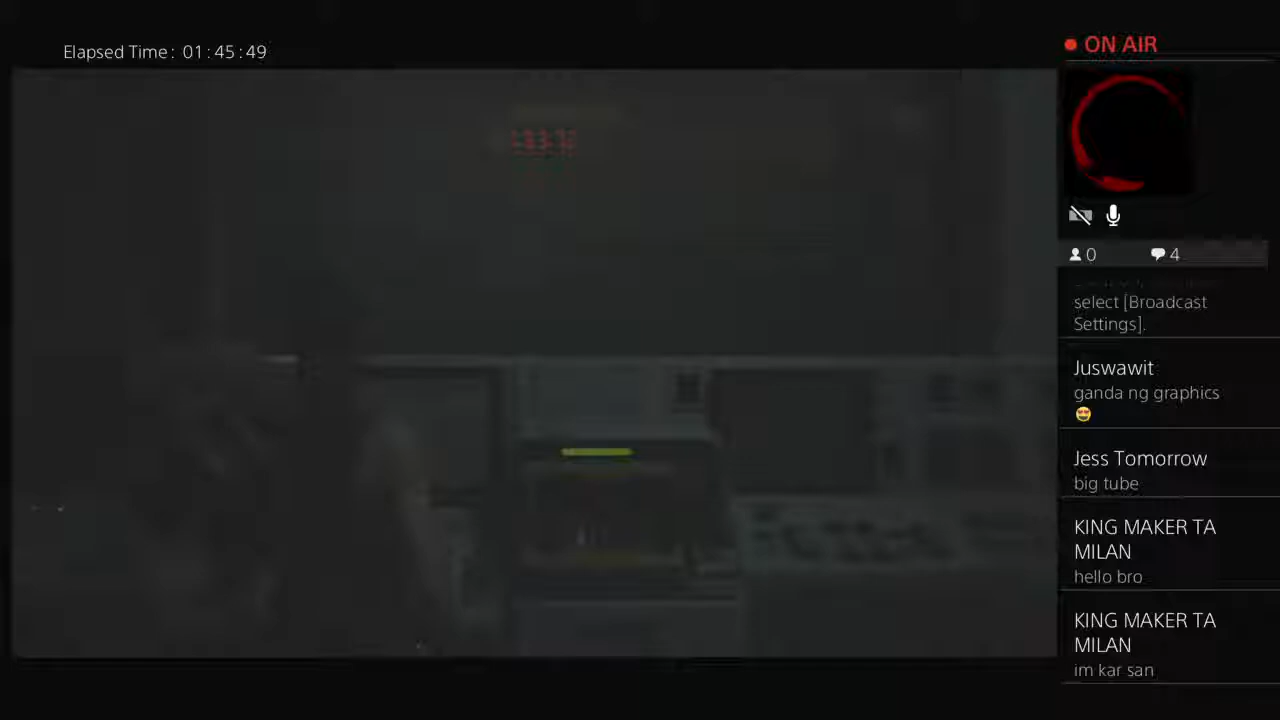 Elapsed Time: 01:45:49
ON AIR
0
4
select [Broadcast
Settings].
Juswawit
ganda ng graphics
😍
Jess Tomorrow
big tube
KING MAKER TA
MILAN
hello bro
KING MAKER TA
MILAN
im kar san